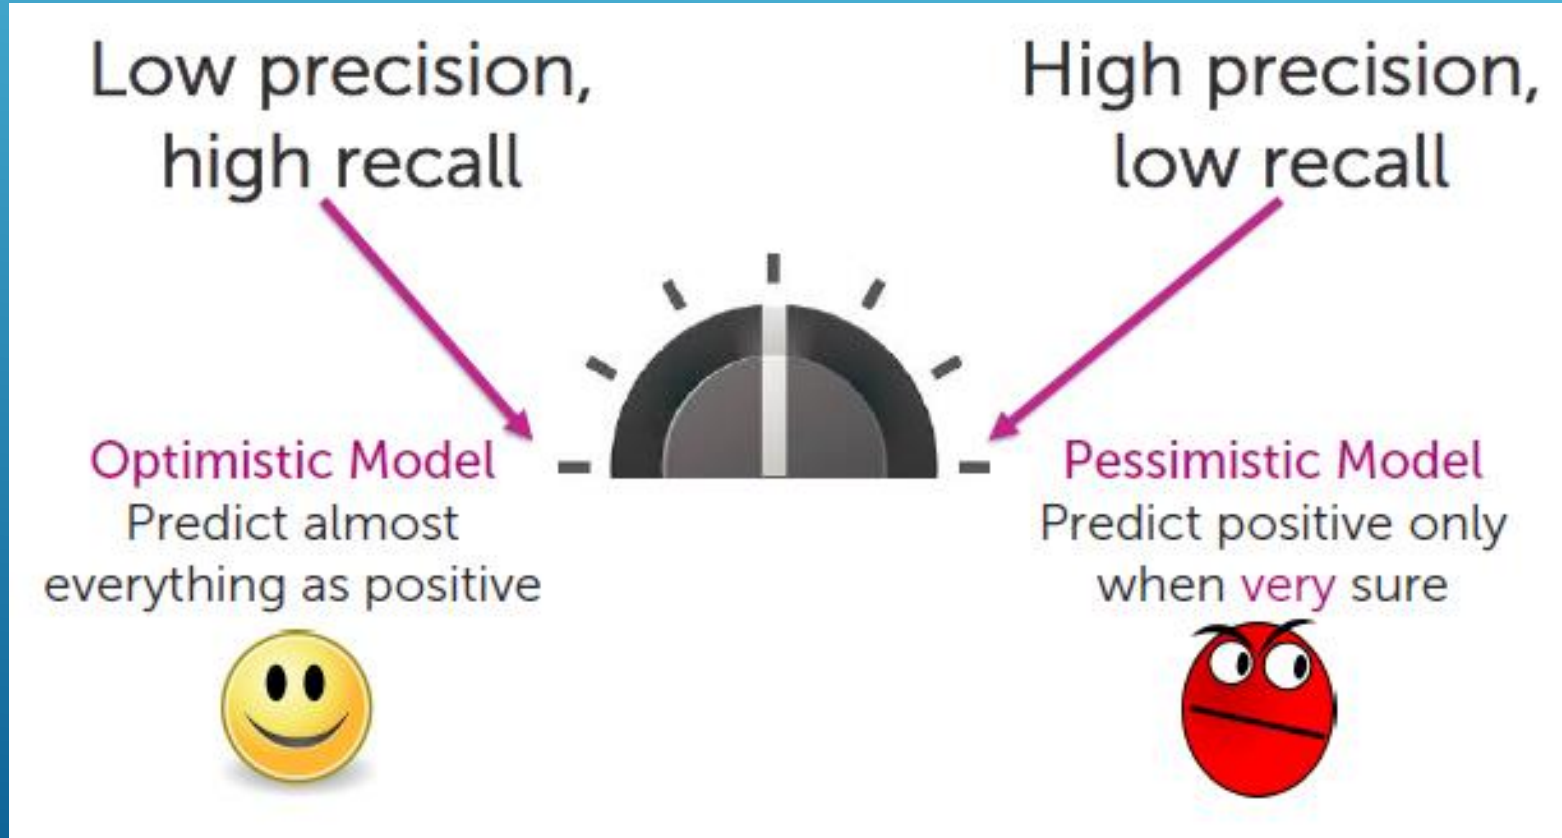 Low precision,
high recall
High precision,
low recall
Optimistic Model
Predict almost
everything as positive
Pessimistic Model
Predict positive only
when very sure